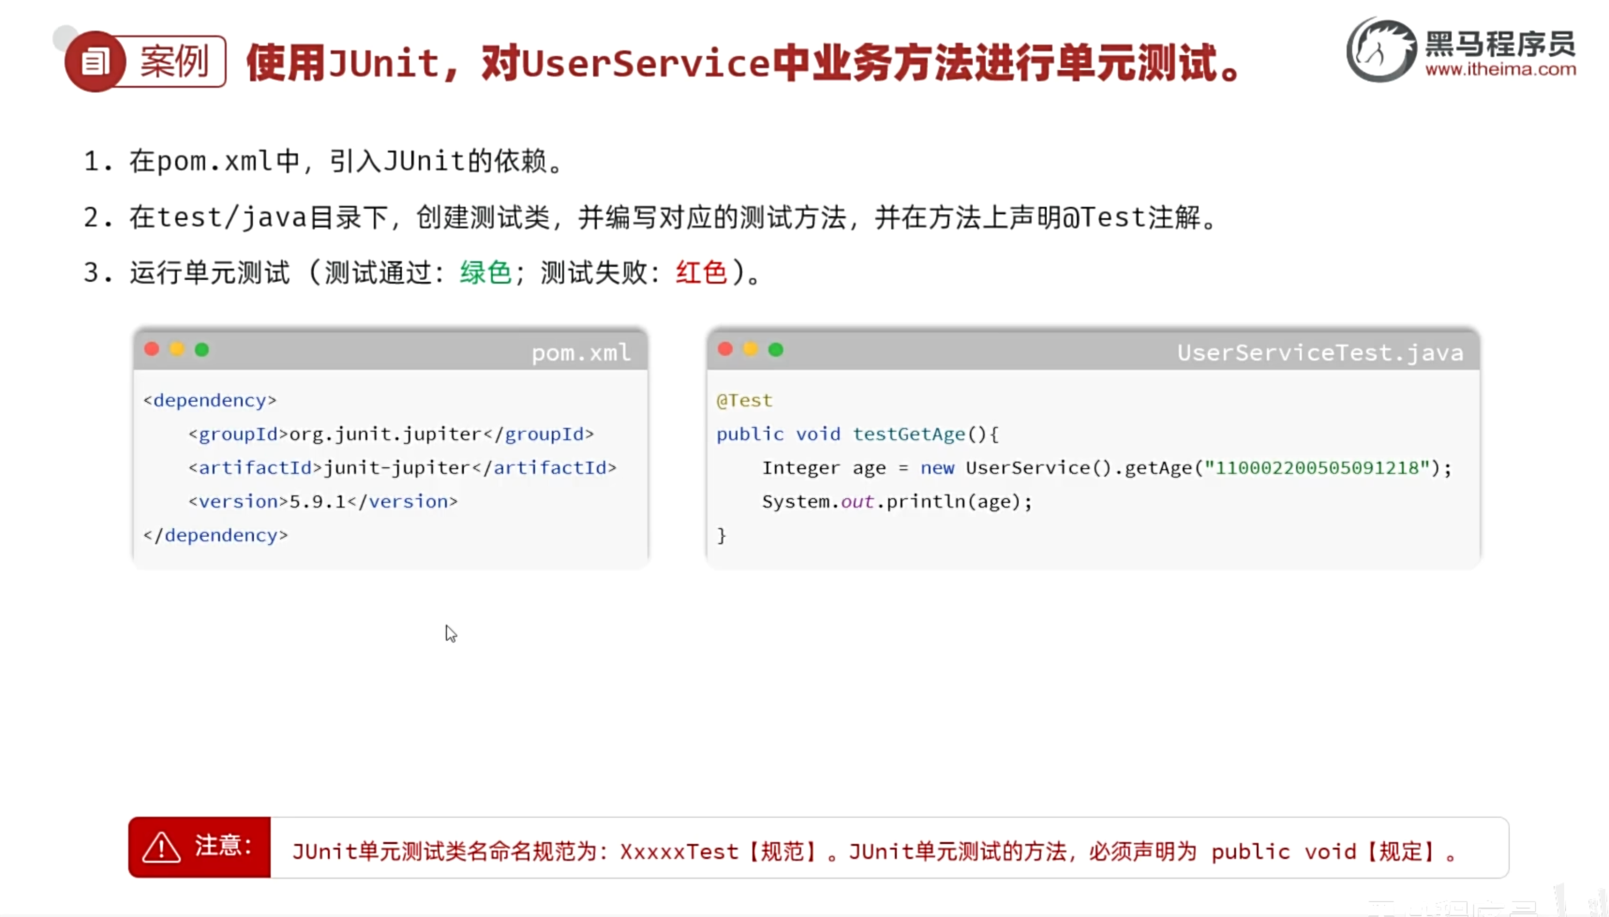 案例 使用JUnit，对UserService中业务方法进行单元测试。
黑马程序员
www.itheima.com
1. 在pom.xml中，引入JUnit的依赖。
2. 在test/java目录下，创建测试类，并编写对应的测试方法，并在方法上声明@Test注解。
3. 运行单元测试（测试通过：绿色；测试失败：红色）。
pom.xml
<dependency>
    <groupId>org.junit.jupiter</groupId>
    <artifactId>junit-jupiter</artifactId>
    <version>5.9.1</version>
</dependency>
UserServiceTest.java
@Test
public void testGetAge(){
    Integer age = new UserService().getAge("110002200505091218");
    System.out.println(age);
}
注意：
JUnit单元测试类名命名规范为：XxxxxTest【规范】。JUnit单元测试的方法，必须声明为 public void【规定】。